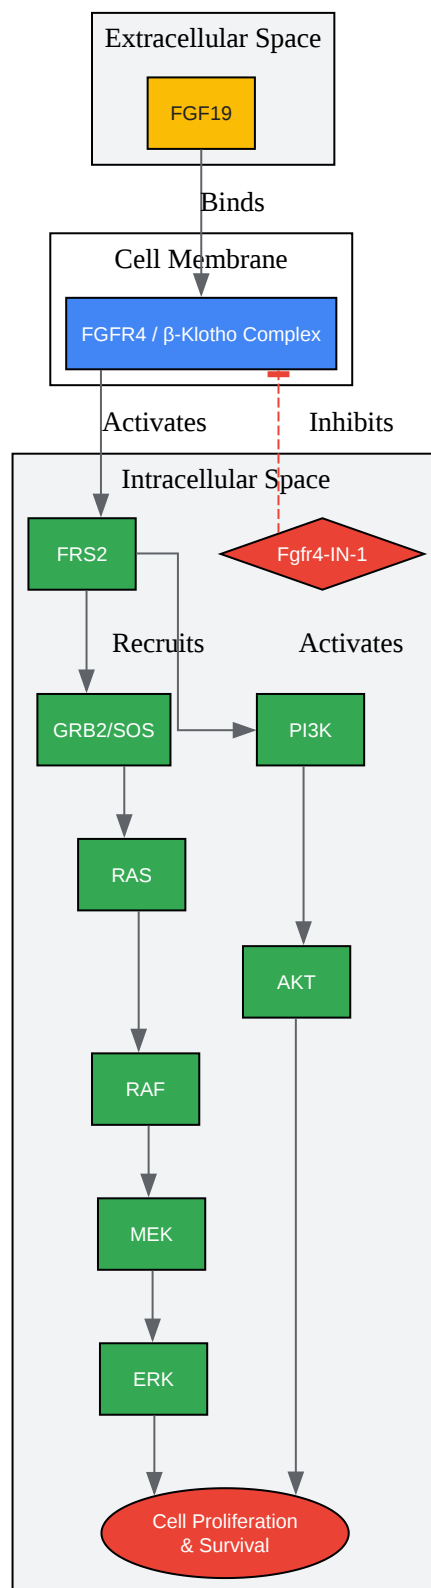 Extracellular Space
FGF19
Binds
Cell Membrane
FGFR4 / β-Klotho Complex
Activates
Inhibits
Intracellular Space
FRS2
Fgfr4-IN-1
Recruits
Activates
GRB2/SOS
PI3K
RAS
AKT
RAF
MEK
ERK
Cell Proliferation
& Survival